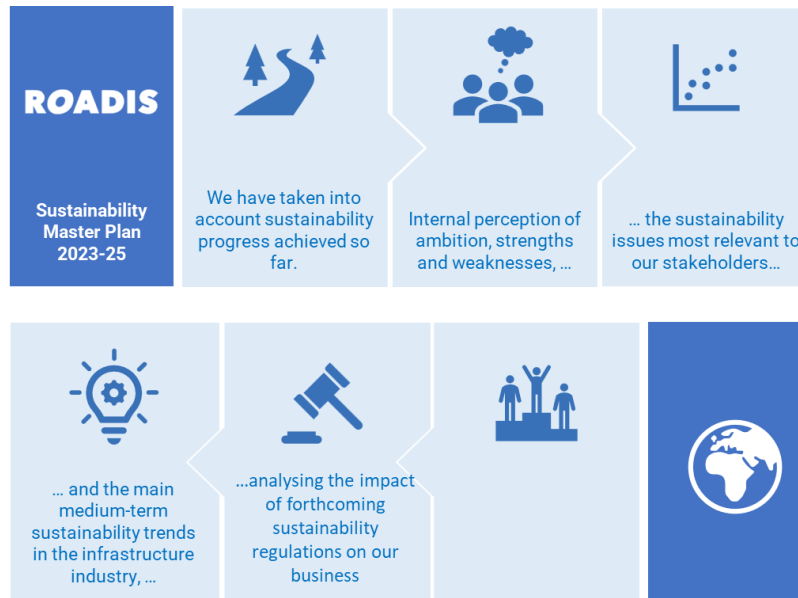 ROADIS
Sustainability
Master Plan
2023-25
We have taken into
account sustainability
progress achieved so
far.
Internal perception of
ambition, strengths
and weaknesses, …
… the sustainability
issues most relevant to
our stakeholders…
… and the main
medium-term
sustainability trends
in the infrastructure
industry, …
…analysing the impact
of forthcoming
sustainability
regulations on our
business